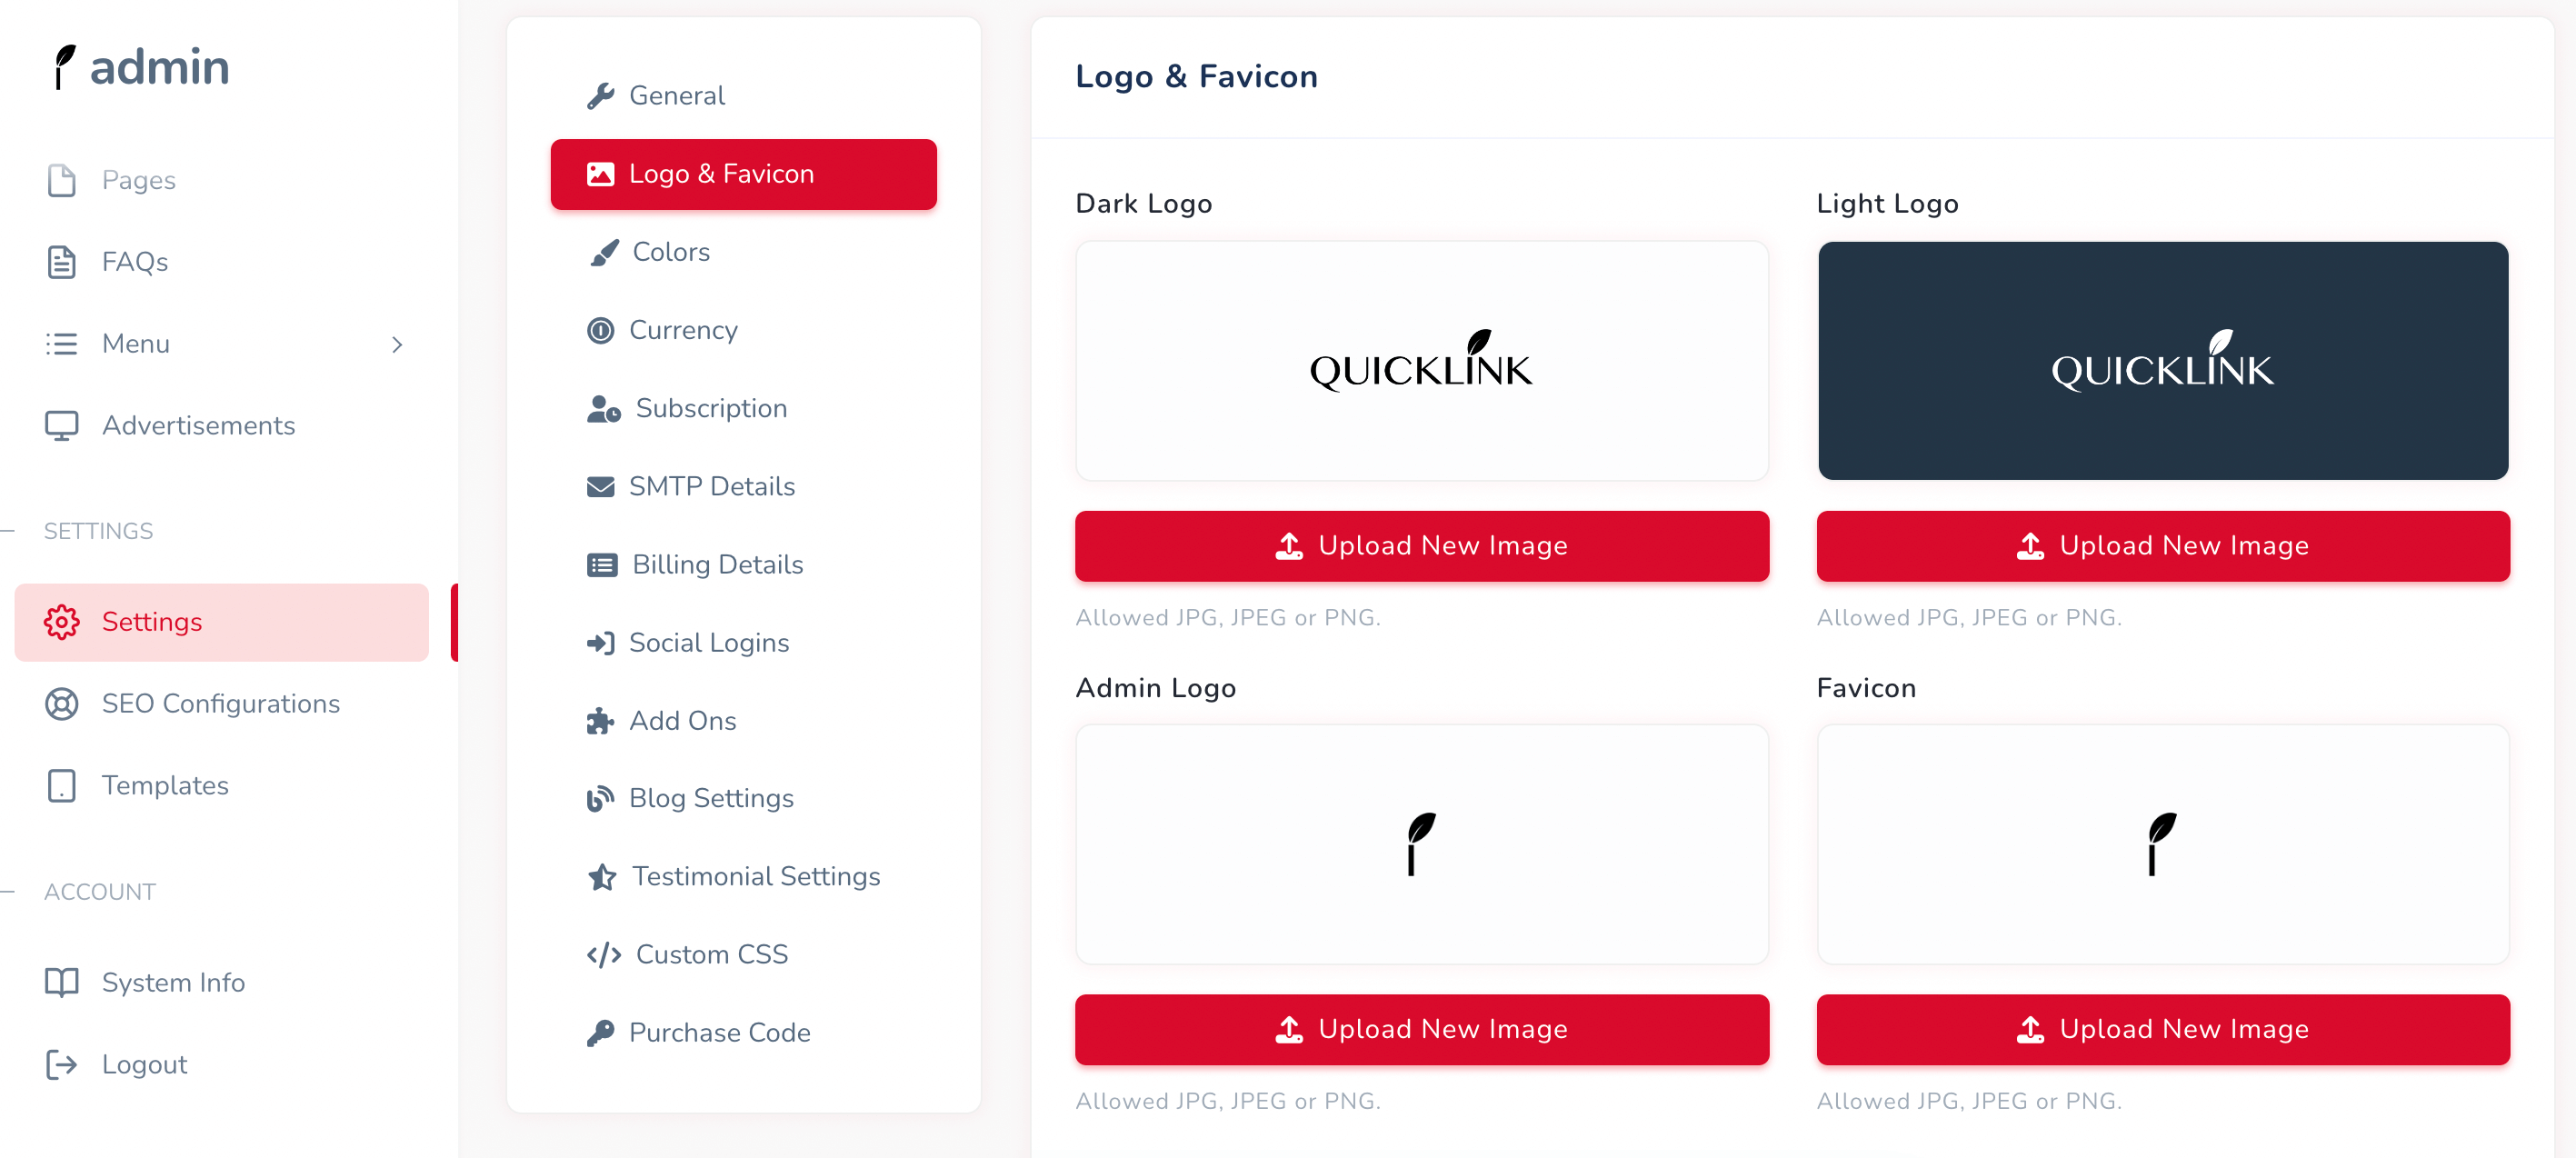 admin
Pages
FAQs
Menu
Advertisements
SETTINGS
Settings
SEO Configurations
Templates
ACCOUNT
System Info
Logout
General
Logo & Favicon
Colors
Currency
Subscription
SMTP Details
Billing Details
Social Logins
Add Ons
Blog Settings
Testimonial Settings
Custom CSS
Purchase Code
Logo & Favicon
Dark Logo
QUICKLINK
Upload New Image
Allowed JPG, JPEG or PNG.
Light Logo
QUICKLINK
Upload New Image
Allowed JPG, JPEG or PNG.
Admin Logo
Upload New Image
Allowed JPG, JPEG or PNG.
Favicon
Upload New Image
Allowed JPG, JPEG or PNG.